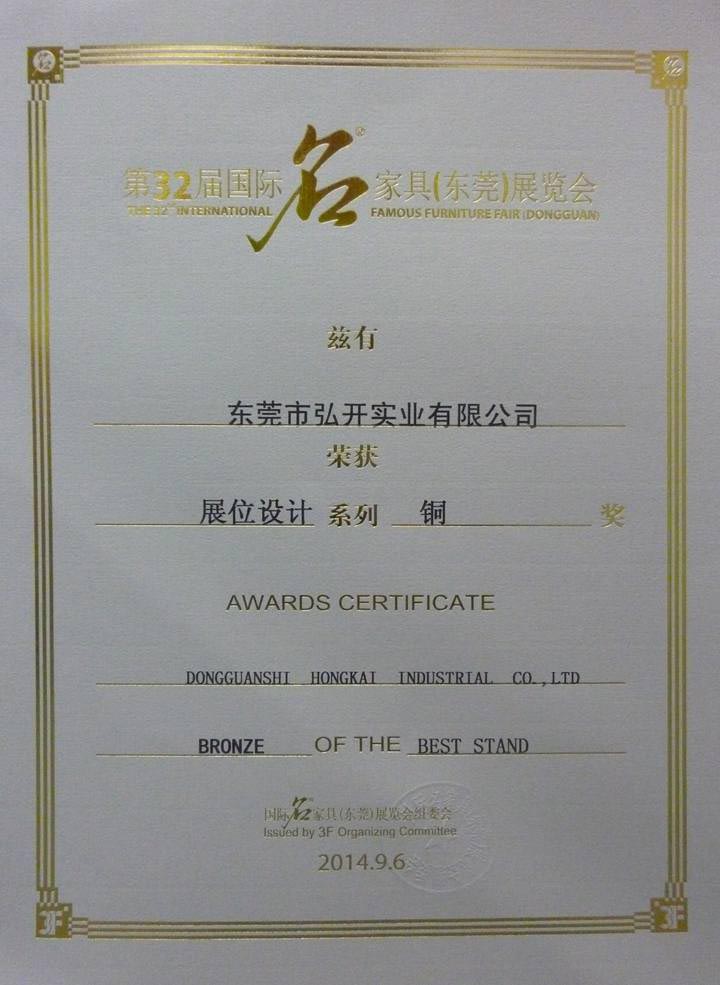 第32届国际名®家具(东莞)展览会
THE 32nd INTERNATIONAL FAMOUS FURNITURE FAIR (DONGGUAN)
兹有
东莞市弘开实业有限公司
荣获
展位设计 系列 铜 奖
AWARDS CERTIFICATE
DONGGUANSHI HONGKAI INDUSTRIAL CO.,LTD
BRONZE OF THE BEST STAND
国际名家具(东莞)展览会组委会
Issued by 3F Organizing Committee
2014.9.6
3F 3F